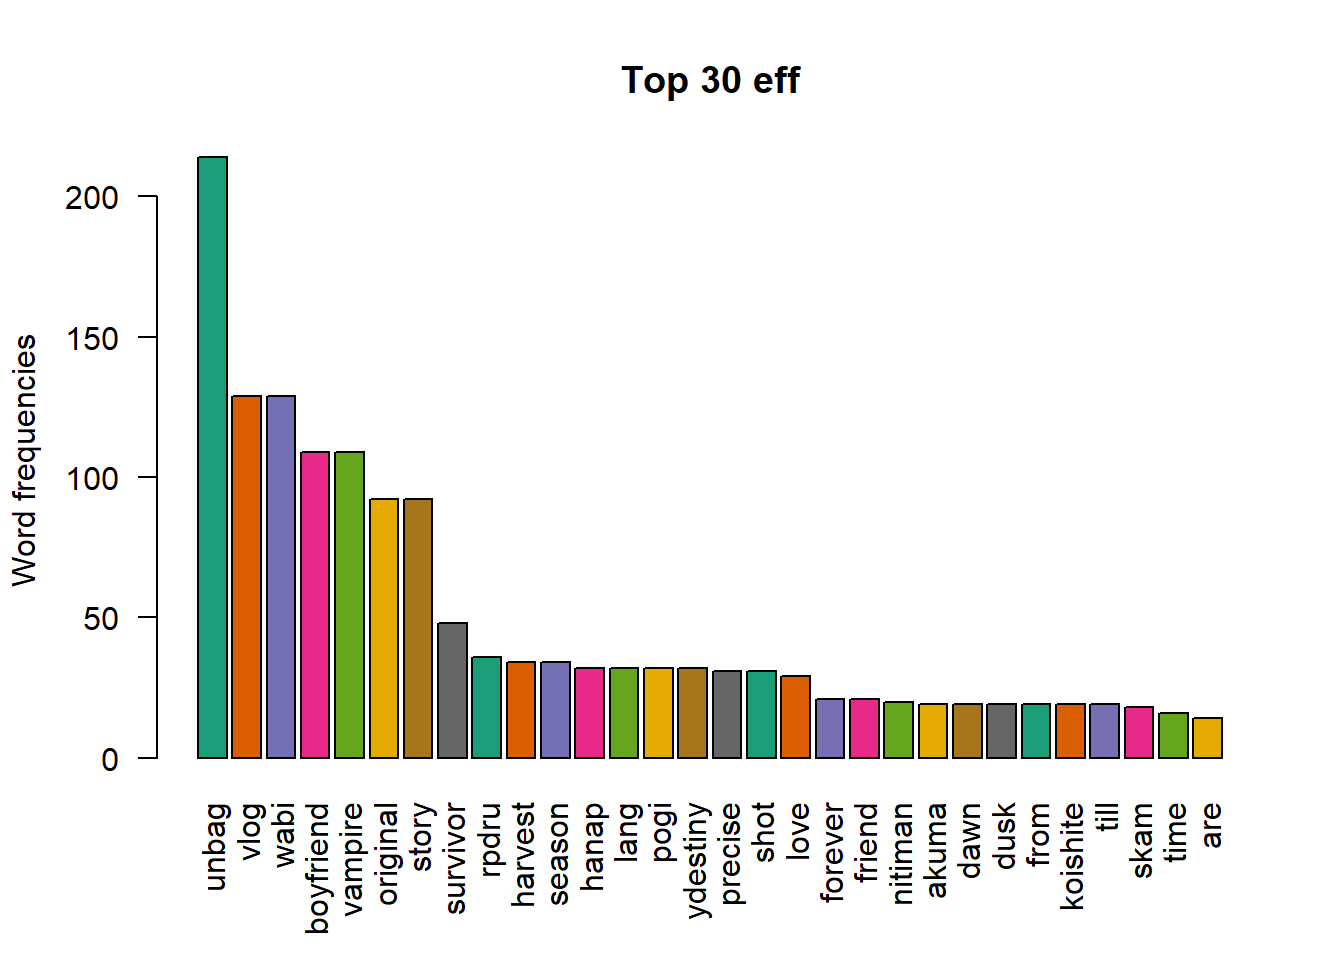 Top 30 eff
Word frequencies
200
150
100
50
0
unbag
vlog
wabi
boyfriend
vampire
original
story
survivor
rpdru
harvest
season
hanap
lang
pogi
ydestiny
precise
shot
love
forever
friend
nitiman
akuma
dawn
dusk
from
koishite
till
skam
time
are